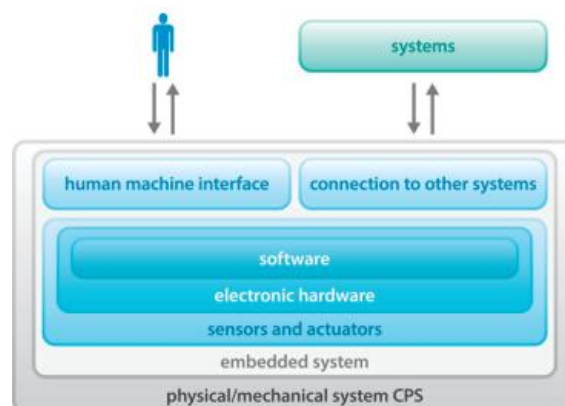 systems
human machine interface
connection to other systems
software
electronic hardware
sensors and actuators
embedded system
physical/mechanical system CPS